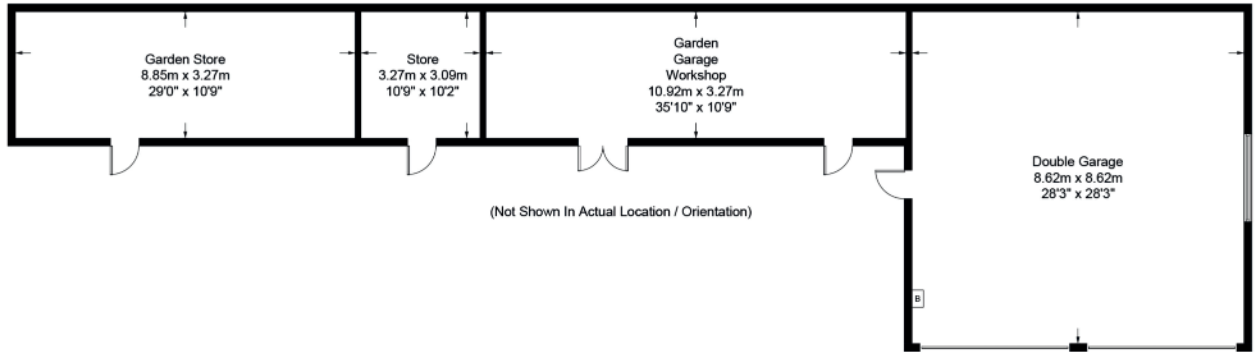 Garden Store
8.85m x 3.27m
29'0" x 10'9"
Store
3.27m x 3.09m
10'9" x 10'2"
Garden
Garage
Workshop
10.92m x 3.27m
35'10" x 10'9"
Double Garage
8.62m x 8.62m
28'3" x 28'3"
(Not Shown In Actual Location / Orientation)
B